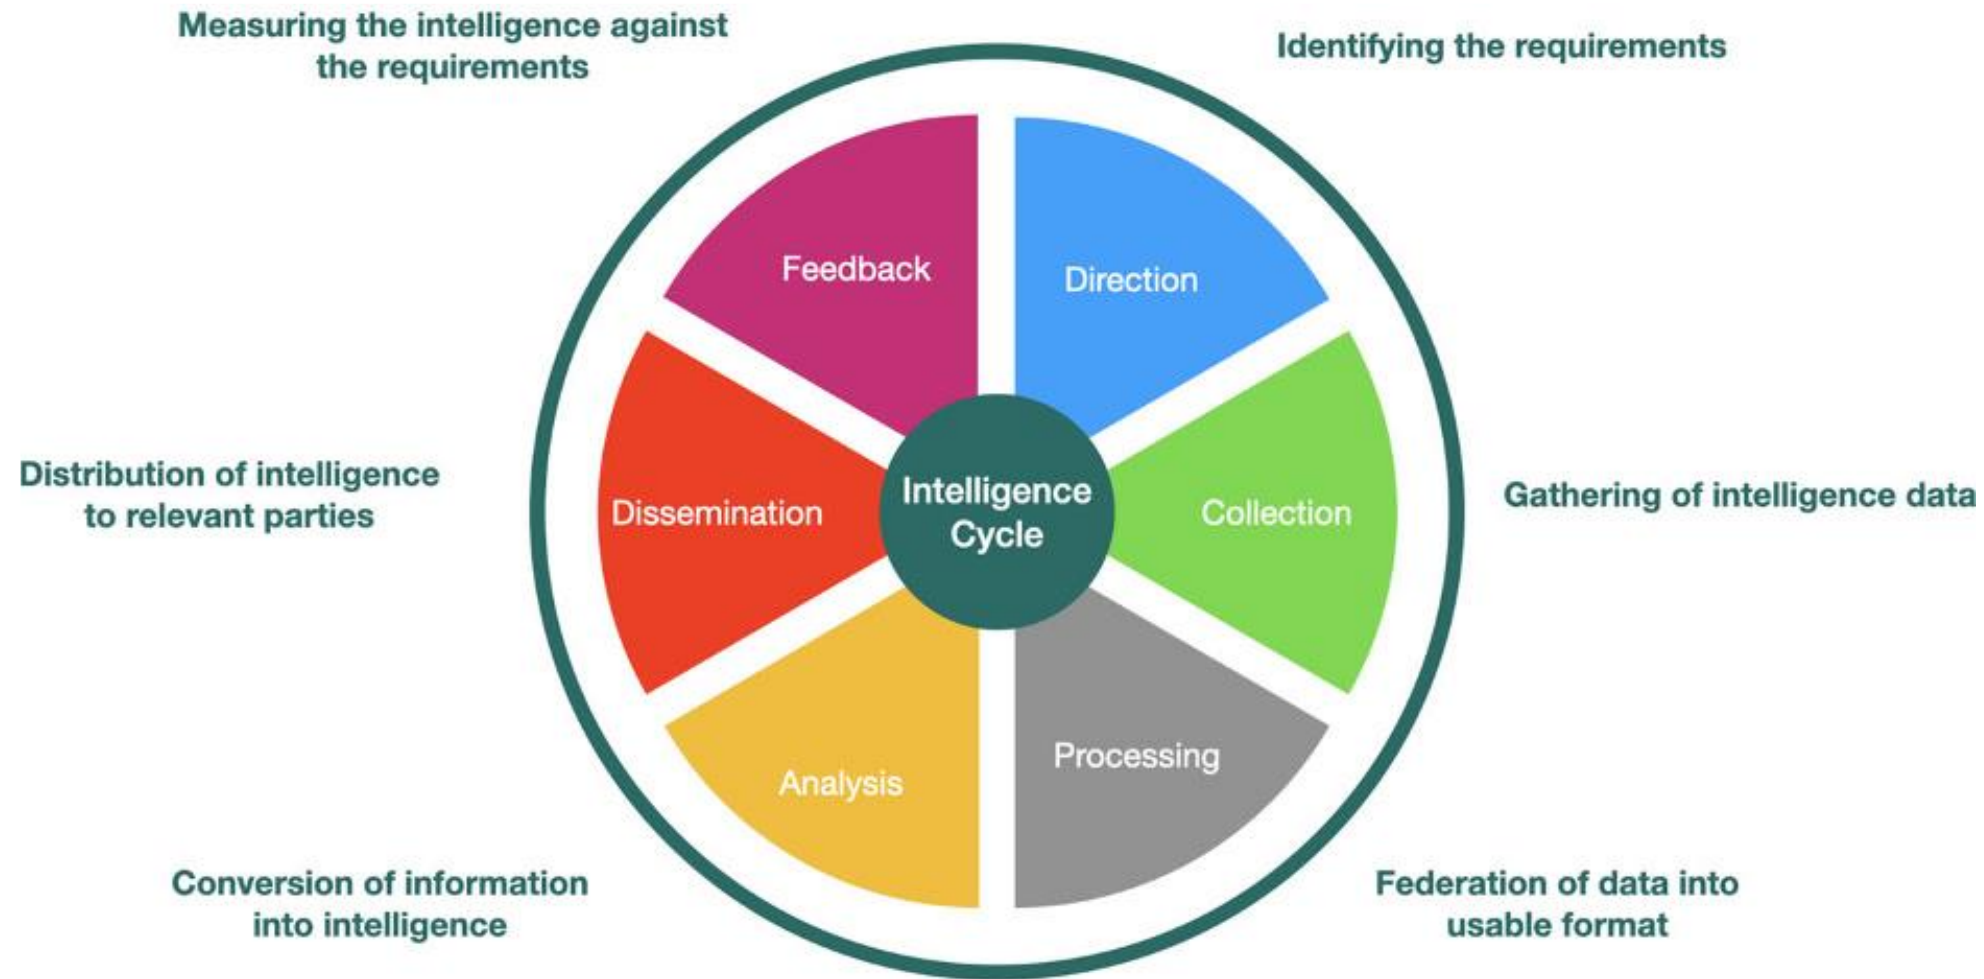 Measuring the intelligence against
the requirements
Identifying the requirements
Feedback
Direction
Distribution of intelligence
to relevant parties
Dissemination
Intelligence
Cycle
Collection
Gathering of intelligence data
Analysis
Processing
Conversion of information
into intelligence
Federation of data into
usable format